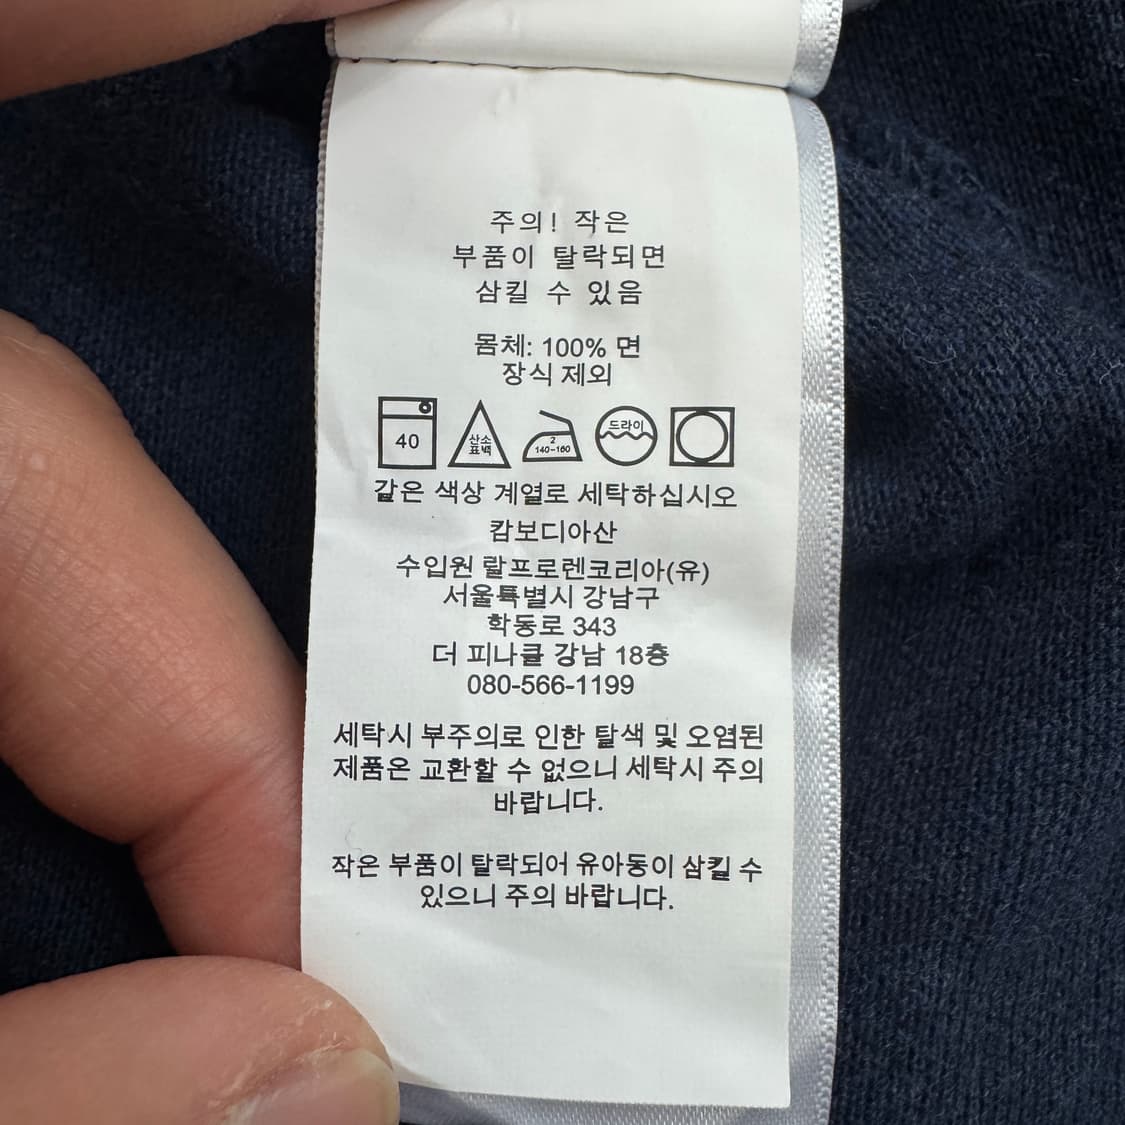 주의! 작은
부품이 탈락되면
삼킬 수 있음
몸체: 100% 면
장식 제외
40
산소
표백
2
140-160
드라이
같은 색상 계열로 세탁하십시오
캄보디아산
수입원 랄프로렌코리아(유)
서울특별시 강남구
학동로 343
더 피나클 강남 18층
080-566-1199
세탁시 부주의로 인한 탈색 및 오염된
제품은 교환할 수 없으니 세탁시 주의
바랍니다.
작은 부품이 탈락되어 유아동이 삼킬 수
있으니 주의 바랍니다.